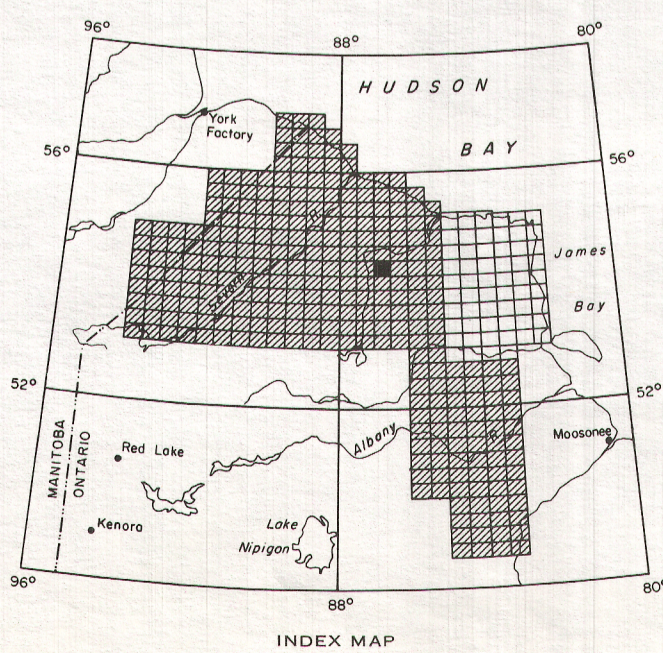 96°
88°
80°
HUDSON
BAY
York
Factory
56°
56°
James
Bay
Severn
R.
52°
52°
MANITOBA
ONTARIO
Red Lake
Albany
R.
Moosonee
Kenora
Lake
Nipigon
96°
88°
80°
INDEX MAP